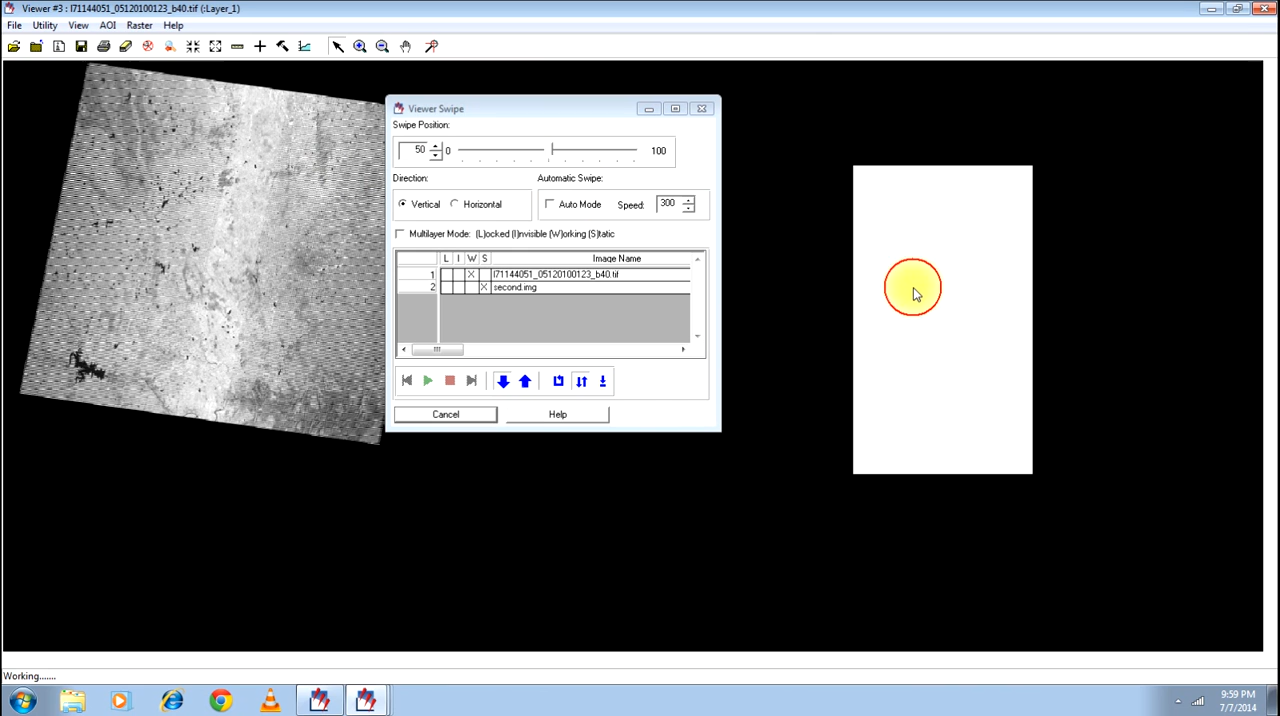 Viewer #3 : l71144051_05120100123_b40.tif (:Layer_1)
File Utility View AOI Raster Help
Viewer Swipe
Swipe Position:
50 0 100
Direction: Automatic Swipe:
Vertical Horizontal Auto Mode Speed: 300
Multilayer Mode: (L)ocked (I)nvisible (W)orking (S)tatic
L I W S Image Name
1 X l71144051_05120100123_b40.tif
2 X second.img
Cancel Help
Working.......
9:59 PM
7/7/2014